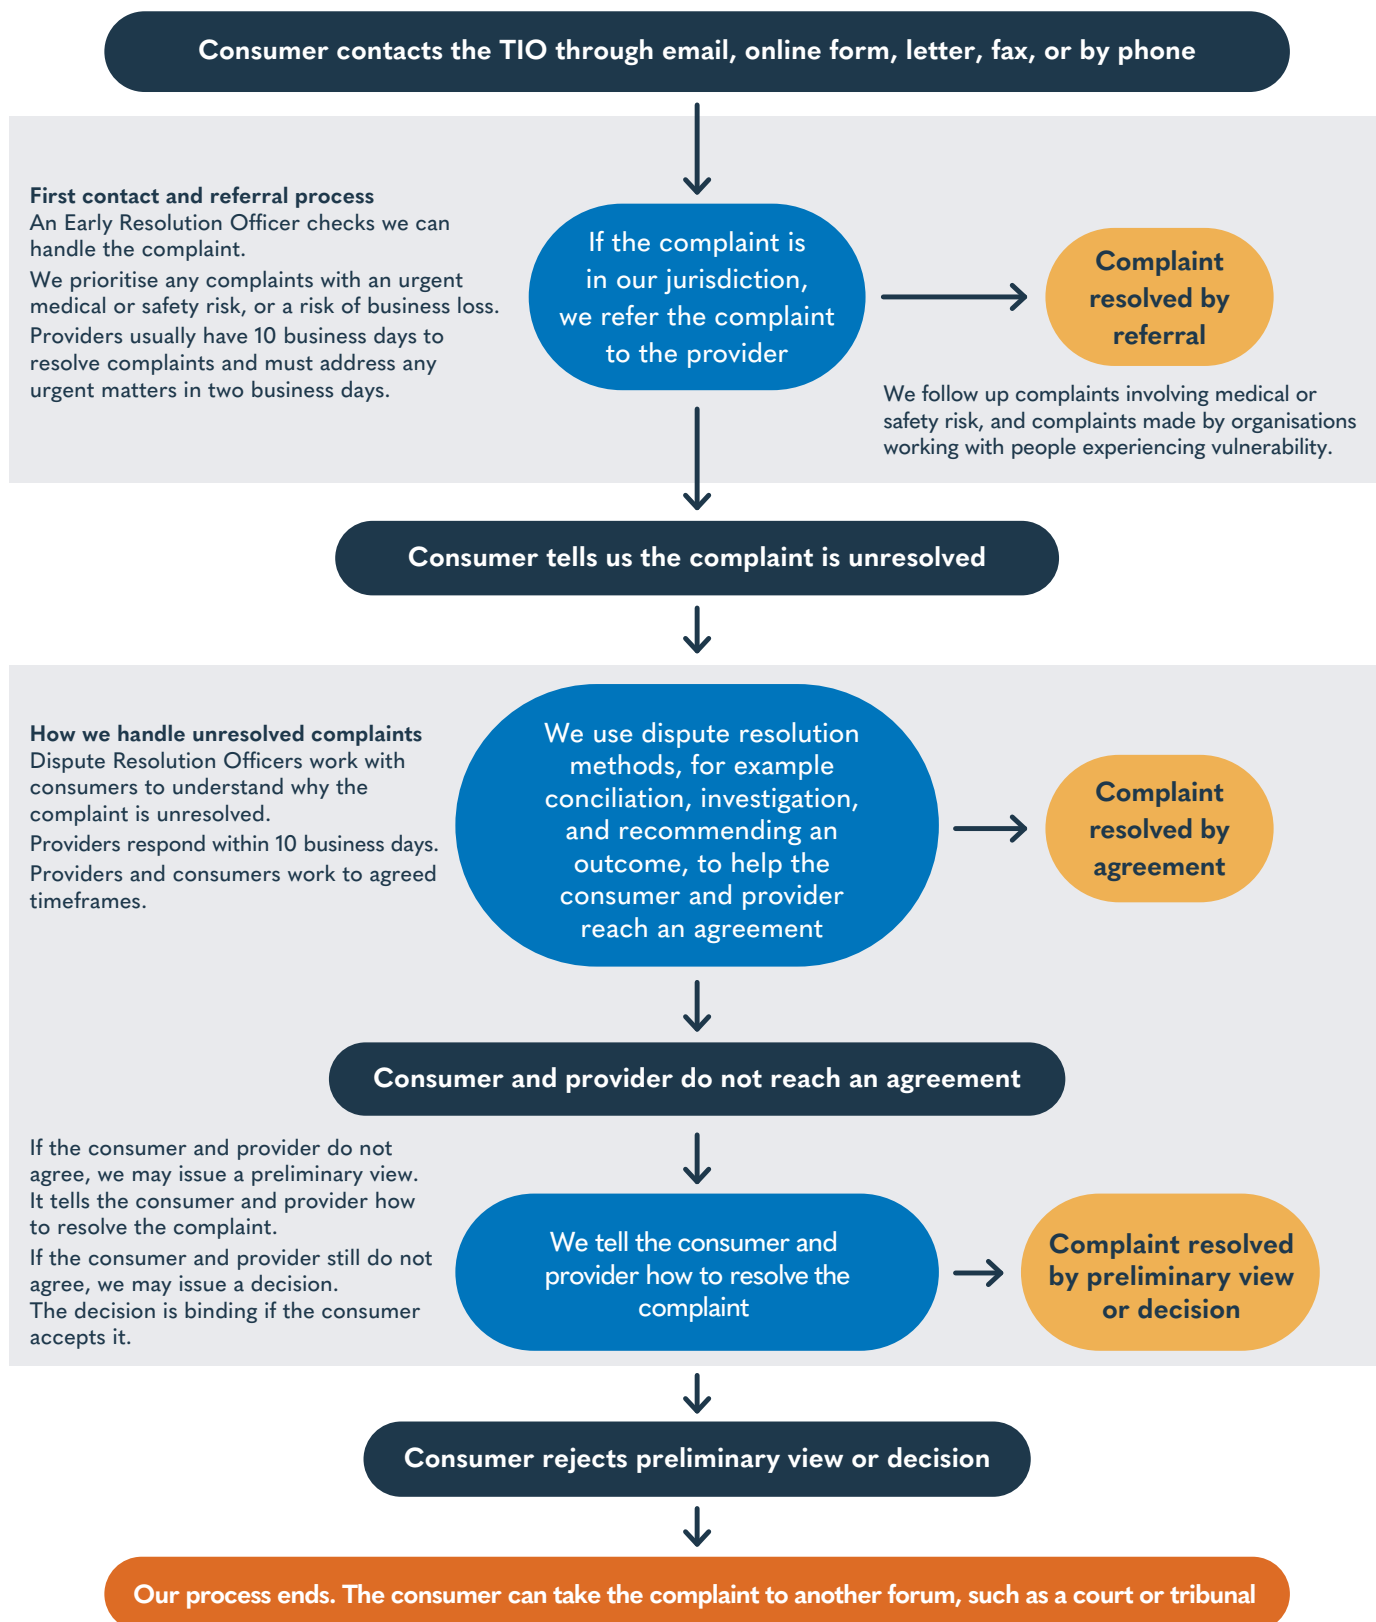 Consumer contacts the TIO through email, online form, letter, fax, or by phone
First contact and referral process
An Early Resolution Officer checks we can
handle the complaint.
We prioritise any complaints with an urgent
medical or safety risk, or a risk of business loss.
Providers usually have 10 business days to
resolve complaints and must address any
urgent matters in two business days.
If the complaint is
in our jurisdiction,
we refer the complaint
to the provider
Complaint
resolved by
referral
We follow up complaints involving medical or
safety risk, and complaints made by organisations
working with people experiencing vulnerability.
Consumer tells us the complaint is unresolved
How we handle unresolved complaints
Dispute Resolution Officers work with
consumers to understand why the
complaint is unresolved.
Providers respond within 10 business days.
Providers and consumers work to agreed
timeframes.
We use dispute resolution
methods, for example
conciliation, investigation,
and recommending an
outcome, to help the
consumer and provider
reach an agreement
Complaint
resolved by
agreement
Consumer and provider do not reach an agreement
If the consumer and provider do not
agree, we may issue a preliminary view.
It tells the consumer and provider how
to resolve the complaint.
If the consumer and provider still do not
agree, we may issue a decision.
The decision is binding if the consumer
accepts it.
We tell the consumer and
provider how to resolve the
complaint
Complaint resolved
by preliminary view
or decision
Consumer rejects preliminary view or decision
Our process ends. The consumer can take the complaint to another forum, such as a court or tribunal